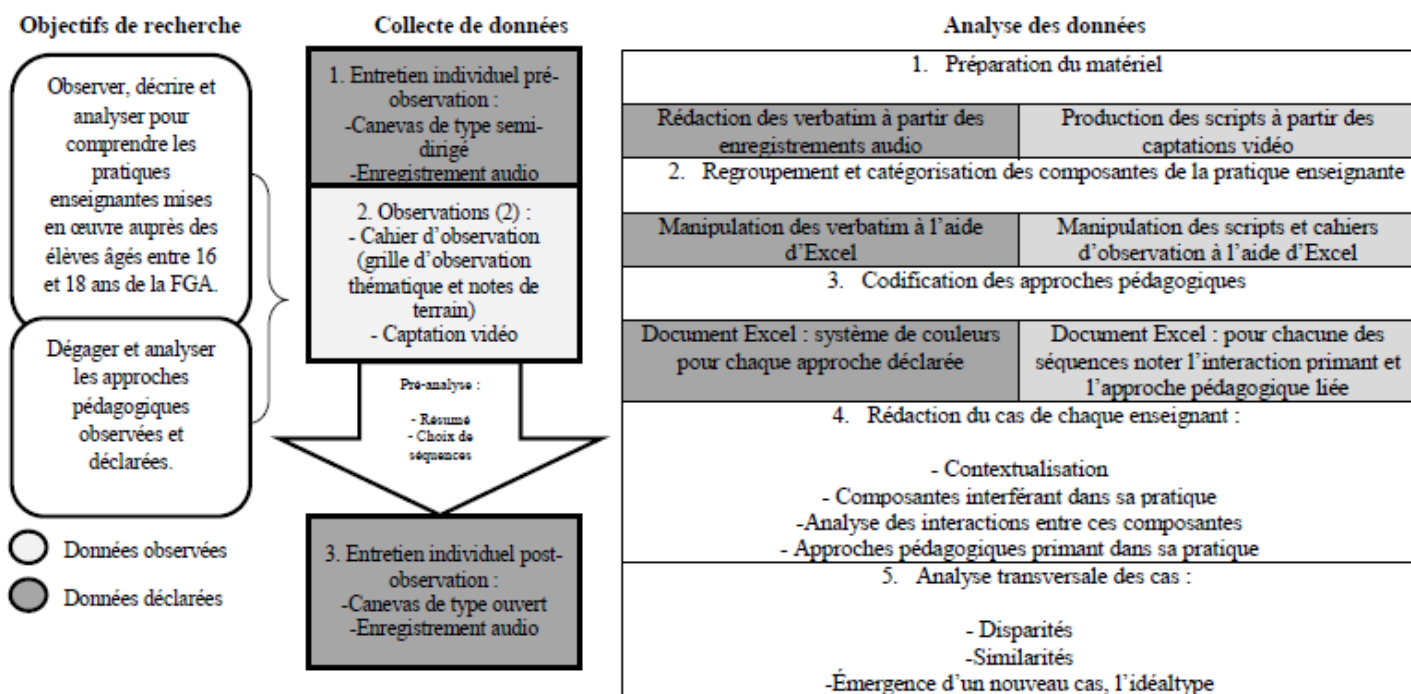 Objectifs de recherche
Observer, décrire et
analyser pour
comprendre les
pratiques
enseignantes mises
en œuvre auprès des
élèves âgés entre 16
et 18 ans de la FGA.
Dégager et analyser
les approches
pédagogiques
observées et
déclarées.
Données observées
Données déclarées
Collecte de données
1. Entretien individuel pré-
observation :
-Canevas de type semi-
dirigé
-Enregistrement audio
2. Observations (2) :
- Cahier d'observation
(grille d'observation
thématique et notes de
terrain)
- Captation vidéo
Pré-analyse :
- Résumé
- Choix de
séquences
3. Entretien individuel post-
observation :
-Canevas de type ouvert
-Enregistrement audio
Analyse des données
1. Préparation du matériel
Rédaction des verbatim à partir des
enregistrements audio
Production des scripts à partir des
captations vidéo
2. Regroupement et catégorisation des composantes de la pratique enseignante
Manipulation des verbatim à l'aide
d'Excel
Manipulation des scripts et cahiers
d'observation à l'aide d'Excel
3. Codification des approches pédagogiques
Document Excel : système de couleurs
pour chaque approche déclarée
Document Excel : pour chacune des
séquences noter l'interaction primant et
l'approche pédagogique liée
4. Rédaction du cas de chaque enseignant :
- Contextualisation
- Composantes interférant dans sa pratique
-Analyse des interactions entre ces composantes
- Approches pédagogiques primant dans sa pratique
5. Analyse transversale des cas :
- Disparités
-Similarités
-Émergence d'un nouveau cas, l'idéaltype